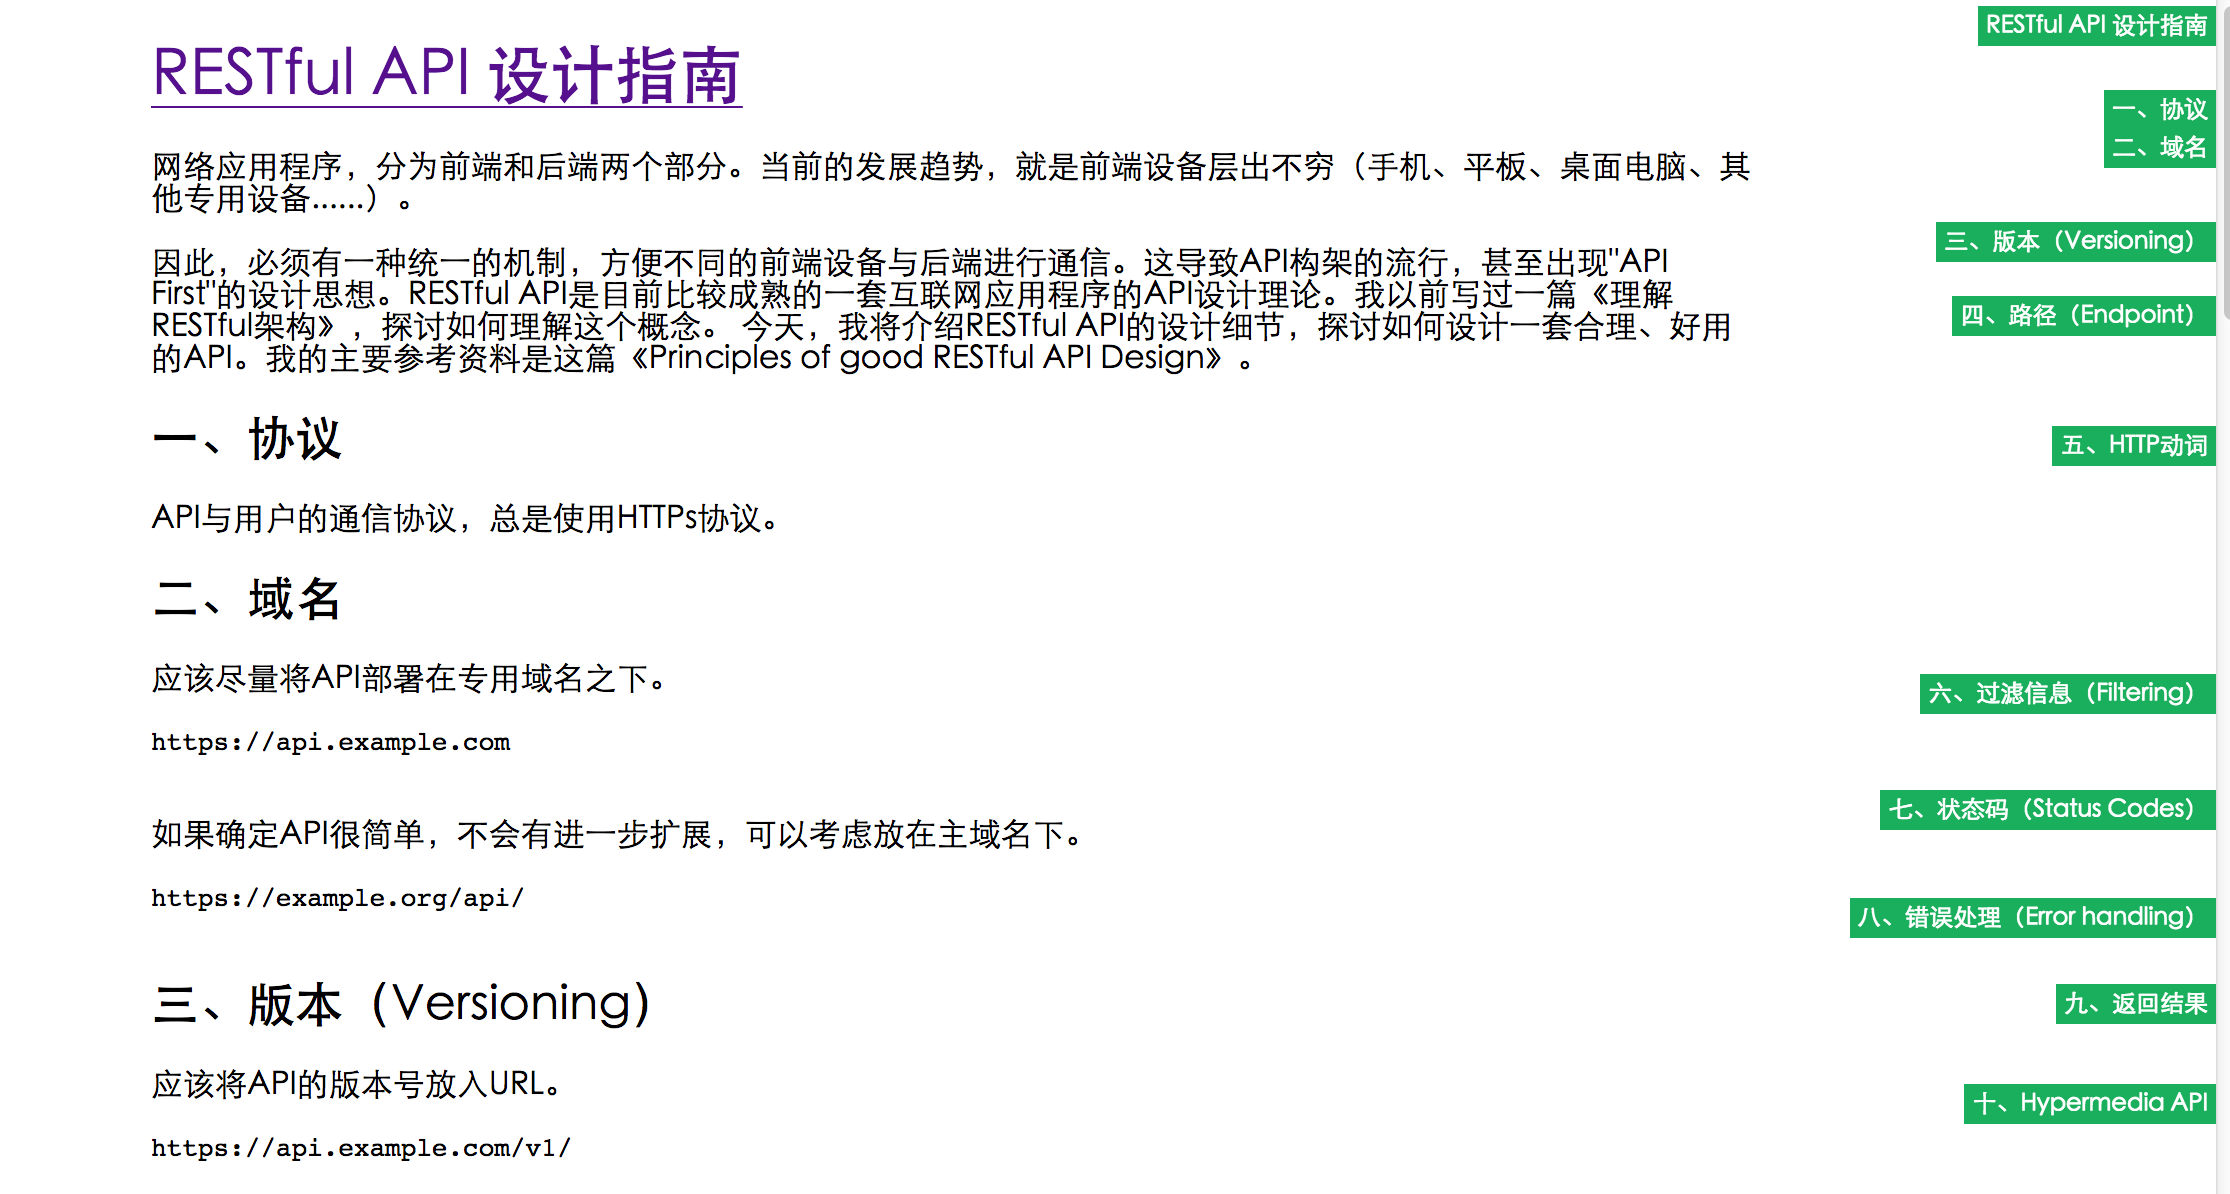 RESTful API 设计指南
网络应用程序，分为前端和后端两个部分。当前的发展趋势，就是前端设备层出不穷（手机、平板、桌面电脑、其
他专用设备......）。
因此，必须有一种统一的机制，方便不同的前端设备与后端进行通信。这导致API构架的流行，甚至出现"API
First"的设计思想。RESTful API是目前比较成熟的一套互联网应用程序的API设计理论。我以前写过一篇《理解
RESTful架构》，探讨如何理解这个概念。 今天，我将介绍RESTful API的设计细节，探讨如何设计一套合理、好用
的API。我的主要参考资料是这篇《Principles of good RESTful API Design》。
一、协议
API与用户的通信协议，总是使用HTTPs协议。
二、域名
应该尽量将API部署在专用域名之下。
https://api.example.com
如果确定API很简单，不会有进一步扩展，可以考虑放在主域名下。
https://example.org/api/
三、版本（Versioning）
应该将API的版本号放入URL。
https://api.example.com/v1/
RESTful API 设计指南
一、协议
二、域名
三、版本（Versioning）
四、路径（Endpoint）
五、HTTP动词
六、过滤信息（Filtering）
七、状态码（Status Codes）
八、错误处理（Error handling）
九、返回结果
十、Hypermedia API